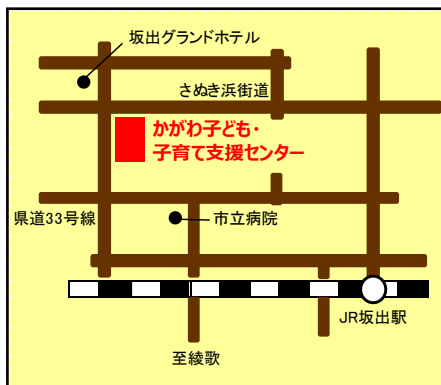 坂出グランドホテル
さぬき浜街道
かがわ子ども・
子育て支援センター
県道33号線
市立病院
JR坂出駅
至綾歌